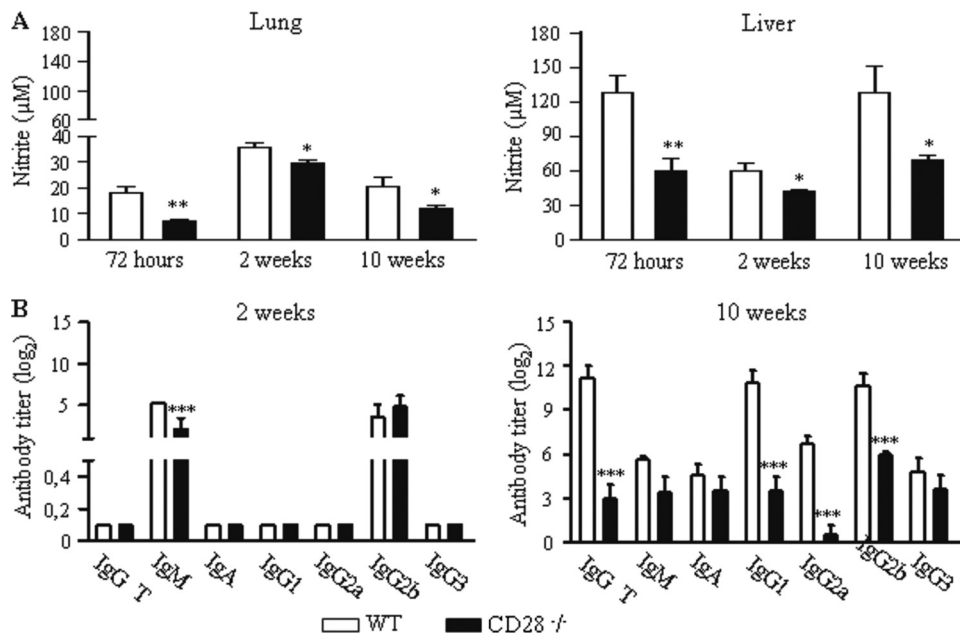 A
Lung
Nitrite (µM)
180
140
100
60
40
30
20
10
0
**
*
*
72 hours
2 weeks
10 weeks
Liver
Nitrite (µM)
180
150
120
90
60
30
0
**
*
*
72 hours
2 weeks
10 weeks
B
2 weeks
Antibody titer (log2)
15
10
5
0,4
0,2
0
***
IgG T
IgM
IgA
IgG1
IgG2a
IgG2b
IgG3
10 weeks
Antibody titer (log2)
15
12
9
6
3
0
***
***
***
***
IgG T
IgM
IgA
IgG1
IgG2a
IgG2b
IgG3
WT
CD28 -/-